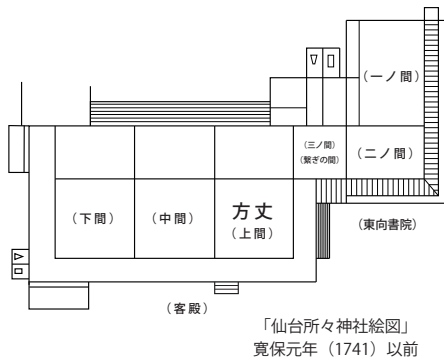 （一ノ間）
（三ノ間）
（繋ぎの間）
（二ノ間）
（下間）
（中間）
方丈
（上間）
（東向書院）
（客殿）
「仙台所々神社絵図」
寛保元年（1741）以前